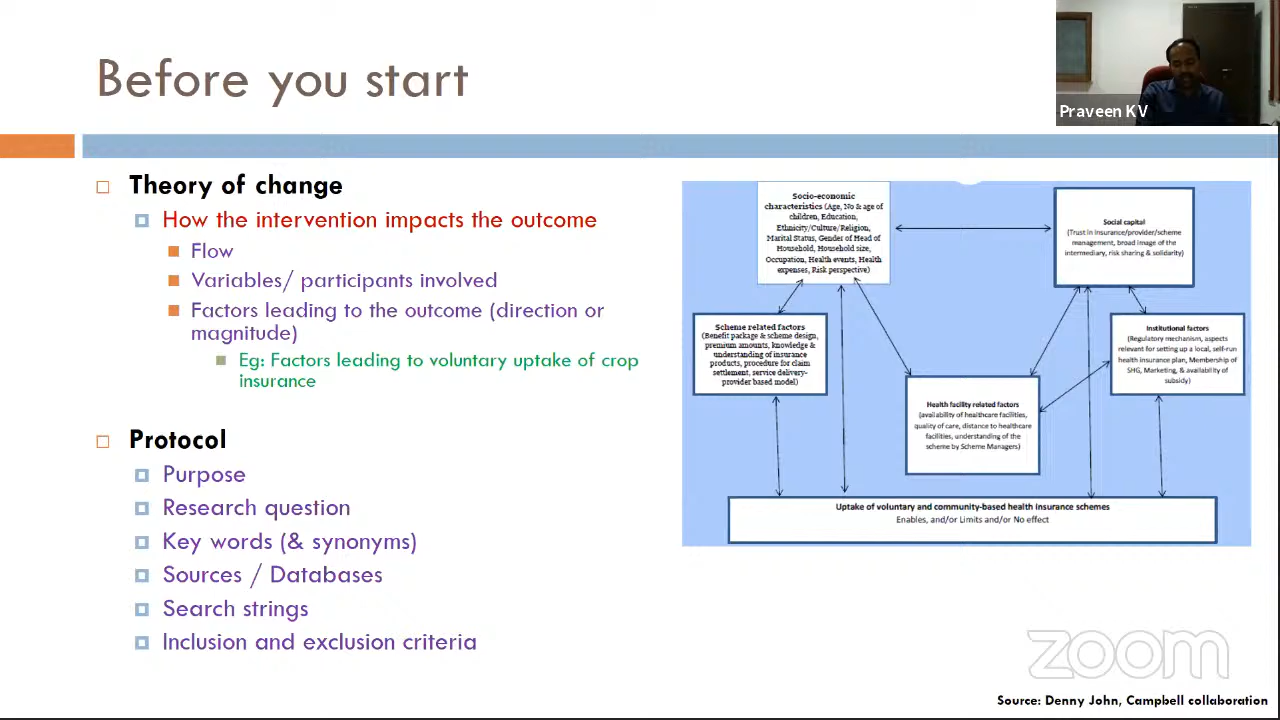 Before you start
Praveen KV
Theory of change
How the intervention impacts the outcome
Flow
Variables/ participants involved
Factors leading to the outcome (direction or
magnitude)
Eg: Factors leading to voluntary uptake of crop
insurance
Protocol
Purpose
Research question
Key words (& synonyms)
Sources / Databases
Search strings
Inclusion and exclusion criteria
Socio-economic
characteristics (Age, No & age of
children, Education,
Ethnicity/Culture/Religion,
Marital Status, Gender of Head of
Household, Household size,
Occupation, Health events, Health
expenses, Risk perspective)
Social capital
(Trust in insurance/provider/scheme
management, broad image of the
intermediary, risk sharing & solidarity)
Scheme related factors
(Benefit package & scheme design,
premium amounts, knowledge &
understanding of insurance
products, procedure for claim
settlement, service delivery-
provider based model)
Institutional factors
(Regulatory mechanism, aspects
relevant for setting up a local, self-run
health insurance plan, Membership of
SHG, Marketing, & availability of
subsidy)
Health facility related factors
(availability of healthcare facilities,
quality of care, distance to healthcare
facilities, understanding of the
scheme by Scheme Managers)
Uptake of voluntary and community-based health insurance schemes
Enables, and/or Limits and/or No effect
zoom
Source: Denny John, Campbell collaboration